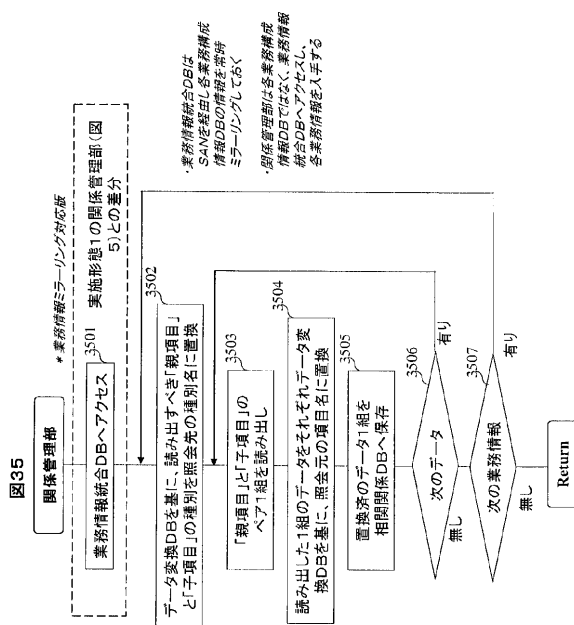 図35
関係管理部
* 業務情報ミラーリング対応版
3501
業務情報統合DBへアクセス
実施形態1の関係管理部(図
5)との差分
3502
データ変換DBを基に、読み出すべき「親項目」
と「子項目」の種別を照会先の種別名に置換
3503
「親項目」と「子項目」の
ペア1組を読み出し
3504
読み出した1組のデータをそれぞれデータ変
換DBを基に、照会元の項目名に置換
3505
置換済のデータ1組を
相関関係DBへ保存
3506
次のデータ
有り
無し
3507
次の業務情報
有り
無し
Return
・業務情報統合DBは
SANを経由し各業務構成
情報DBの情報を常時
ミラーリングしておく
・関係管理部は各業務構成
情報DBではなく、業務情報
統合DBへアクセスし、
各業務情報を入手する